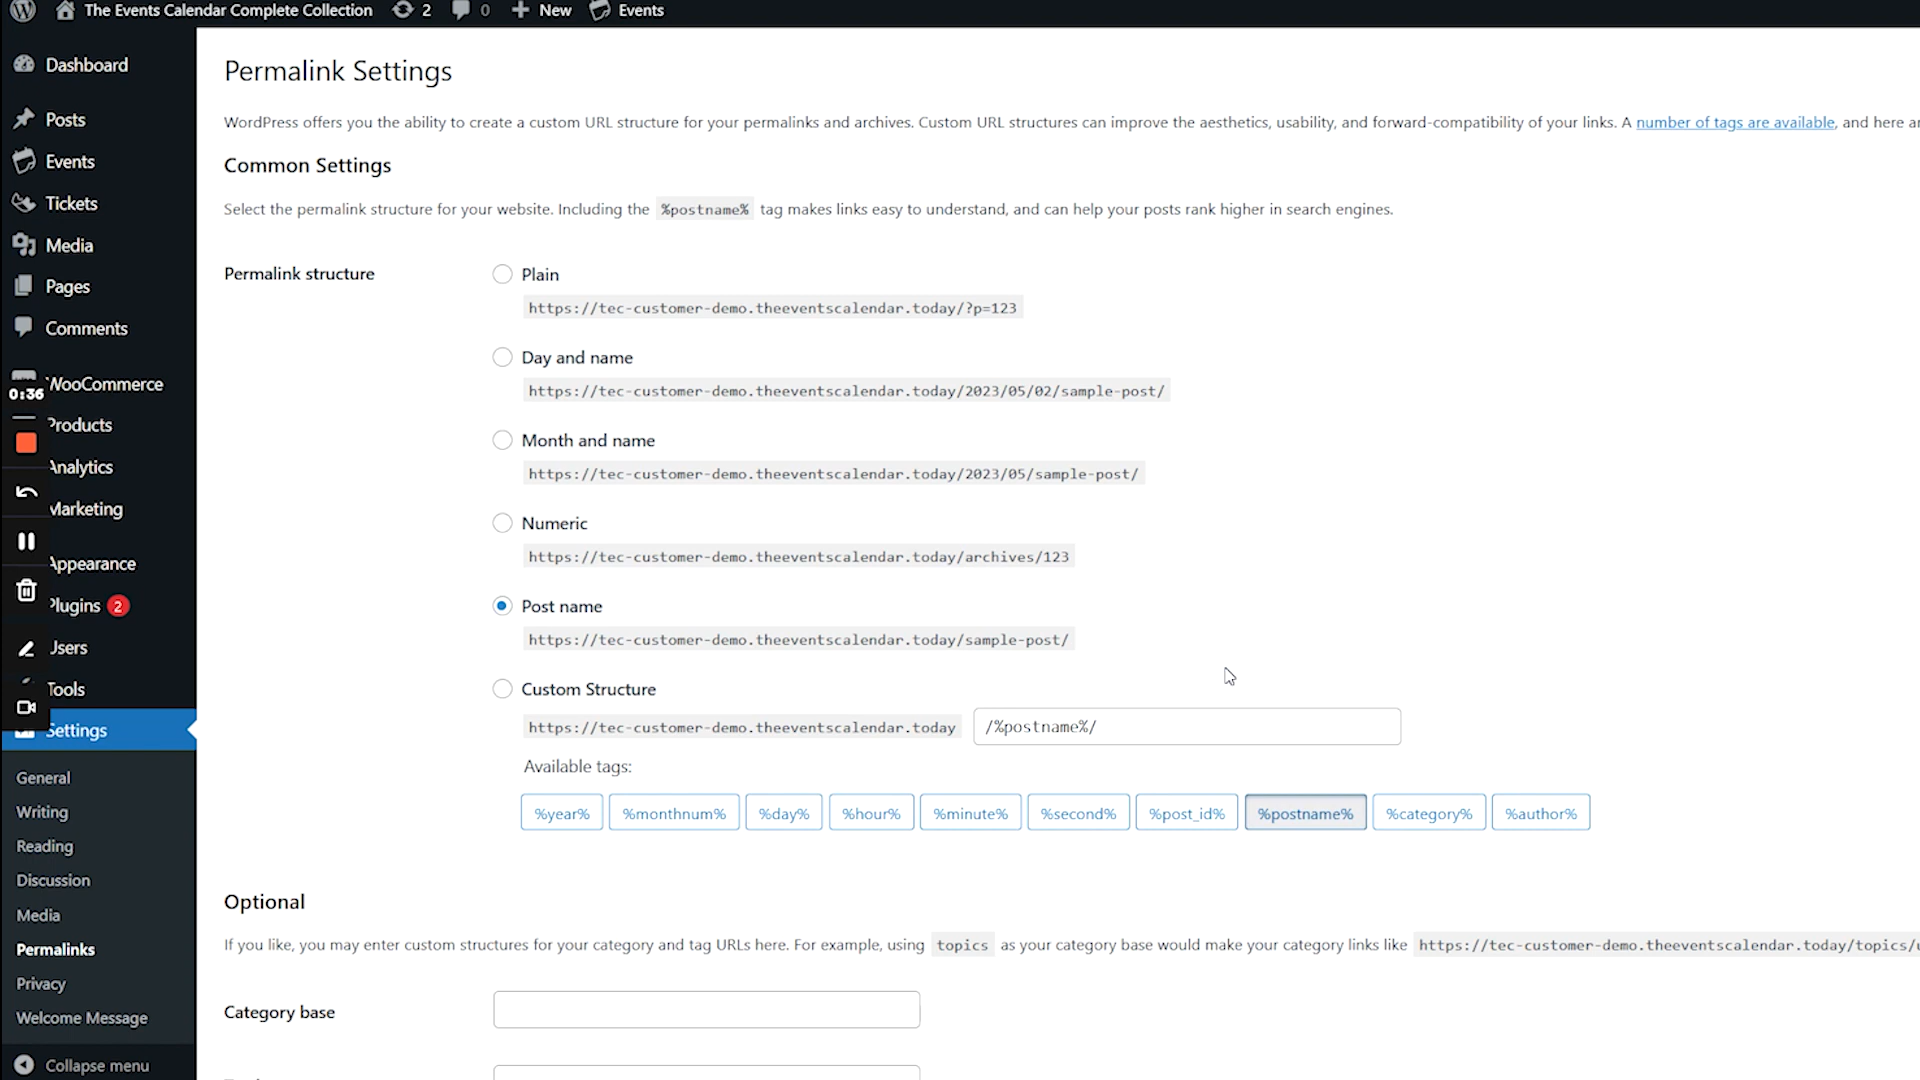 The Events Calendar Complete Collection 2 0 New Events
Dashboard
Posts
Events
Tickets
Media
Pages
Comments
WooCommerce
0:36
Products
Analytics
Marketing
Appearance
Plugins 2
Users
Tools
Settings
General
Writing
Reading
Discussion
Media
Permalinks
Privacy
Welcome Message
Collapse menu
Permalink Settings
WordPress offers you the ability to create a custom URL structure for your permalinks and archives. Custom URL structures can improve the aesthetics, usability, and forward-compatibility of your links. A number of tags are available, and here
Common Settings
Select the permalink structure for your website. Including the %postname% tag makes links easy to understand, and can help your posts rank higher in search engines.
Permalink structure
Plain
https://tec-customer-demo.theeventscalendar.today/?p=123
Day and name
https://tec-customer-demo.theeventscalendar.today/2023/05/02/sample-post/
Month and name
https://tec-customer-demo.theeventscalendar.today/2023/05/sample-post/
Numeric
https://tec-customer-demo.theeventscalendar.today/archives/123
Post name
https://tec-customer-demo.theeventscalendar.today/sample-post/
Custom Structure
https://tec-customer-demo.theeventscalendar.today /%postname%/
Available tags:
%year% %monthnum% %day% %hour% %minute% %second% %post_id% %postname% %category% %author%
Optional
If you like, you may enter custom structures for your category and tag URLs here. For example, using topics as your category base would make your category links like https://tec-customer-demo.theeventscalendar.today/topics/
Category base